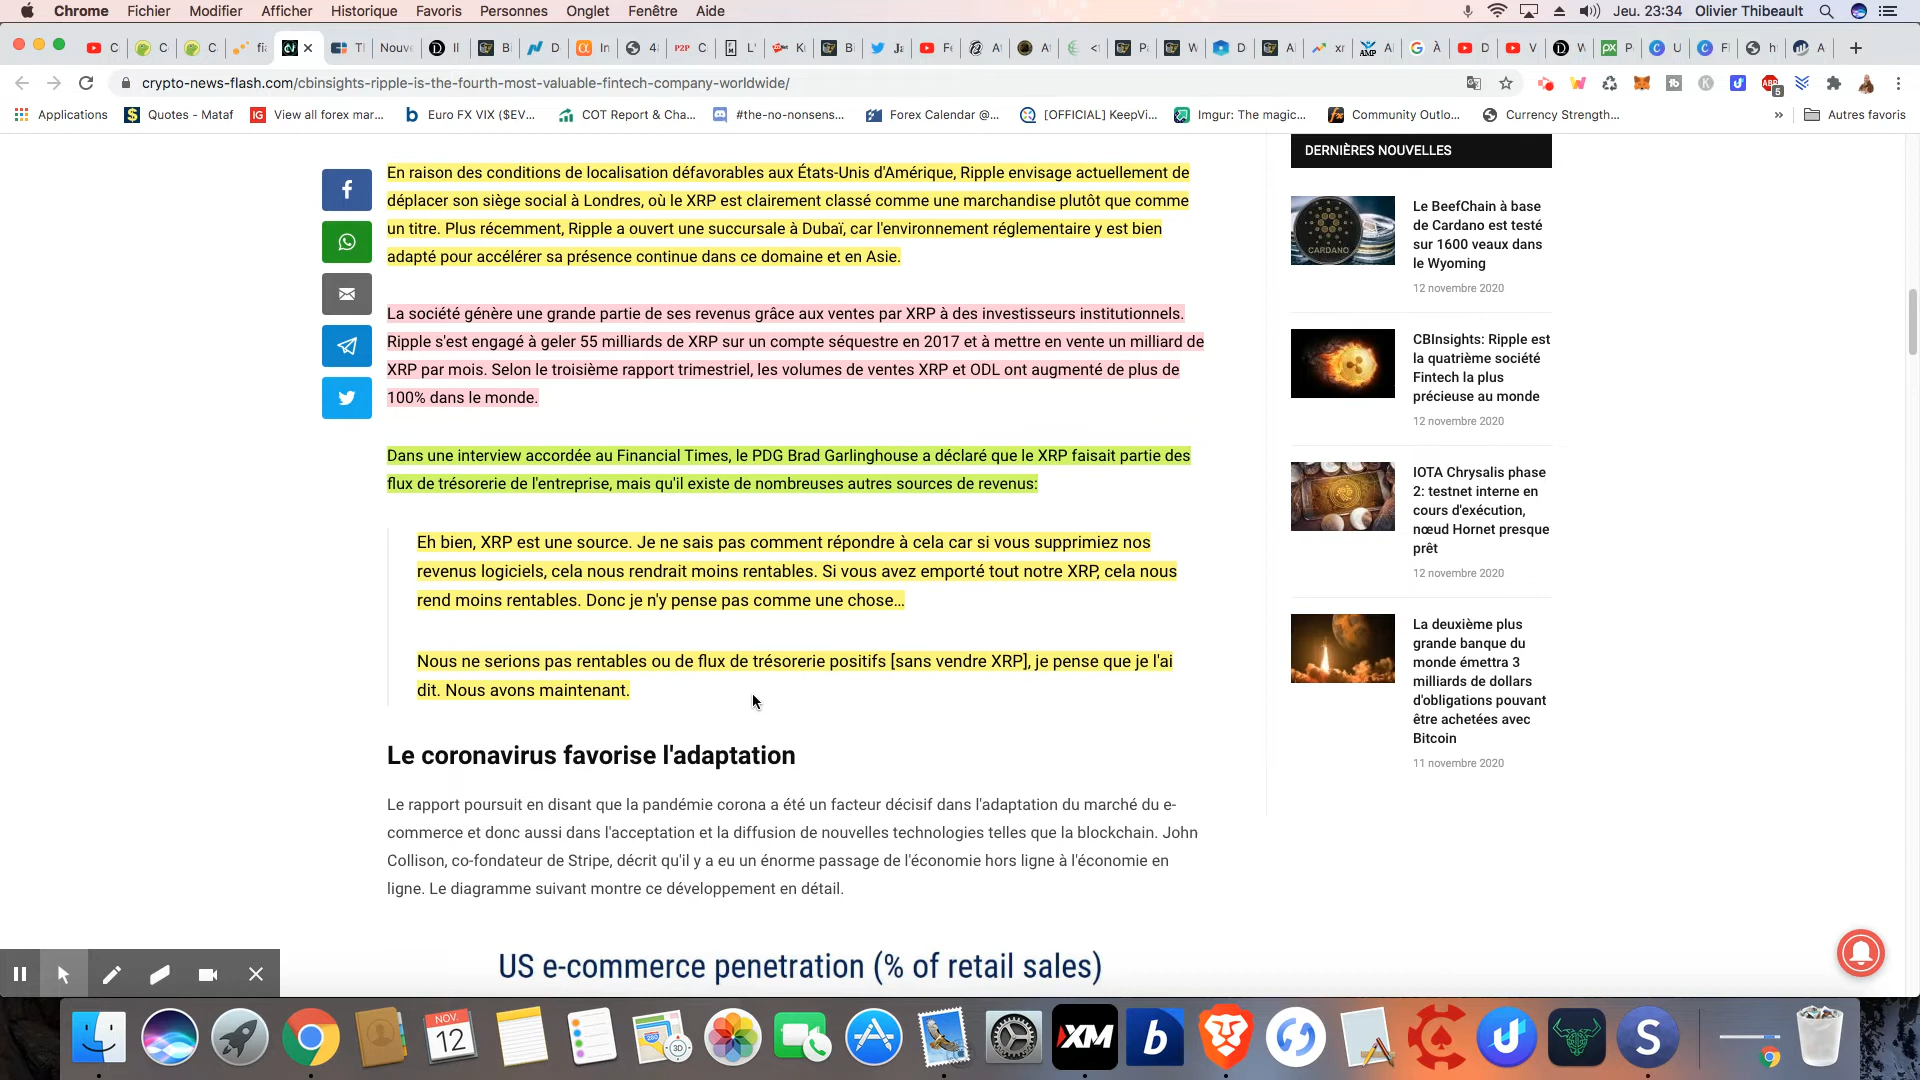 Chrome Fichier Modifier Afficher Historique Favoris Personnes Onglet Fenêtre Aide
Jeu. 23:34 Olivier Thibeault
crypto-news-flash.com/cbinsights-ripple-is-the-fourth-most-valuable-fintech-company-worldwide/
Applications Quotes - Mataf View all forex mar... Euro FX VIX ($EV... COT Report & Cha... #the-no-nonsens... Forex Calendar @... [OFFICIAL] KeepVi... Imgur: The magic... Community Outlo... Currency Strength... » Autres favoris
En raison des conditions de localisation défavorables aux États-Unis d'Amérique, Ripple envisage actuellement de
déplacer son siège social à Londres, où le XRP est clairement classé comme une marchandise plutôt que comme
un titre. Plus récemment, Ripple a ouvert une succursale à Dubaï, car l'environnement réglementaire y est bien
adapté pour accélérer sa présence continue dans ce domaine et en Asie.
La société génère une grande partie de ses revenus grâce aux ventes par XRP à des investisseurs institutionnels.
Ripple s'est engagé à geler 55 milliards de XRP sur un compte séquestre en 2017 et à mettre en vente un milliard de
XRP par mois. Selon le troisième rapport trimestriel, les volumes de ventes XRP et ODL ont augmenté de plus de
100% dans le monde.
Dans une interview accordée au Financial Times, le PDG Brad Garlinghouse a déclaré que le XRP faisait partie des
flux de trésorerie de l'entreprise, mais qu'il existe de nombreuses autres sources de revenus:
Eh bien, XRP est une source. Je ne sais pas comment répondre à cela car si vous supprimiez nos
revenus logiciels, cela nous rendrait moins rentables. Si vous avez emporté tout notre XRP, cela nous
rend moins rentables. Donc je n'y pense pas comme une chose...
Nous ne serions pas rentables ou de flux de trésorerie positifs [sans vendre XRP], je pense que je l'ai
dit. Nous avons maintenant.
Le coronavirus favorise l'adaptation
Le rapport poursuit en disant que la pandémie corona a été un facteur décisif dans l'adaptation du marché du e-
commerce et donc aussi dans l'acceptation et la diffusion de nouvelles technologies telles que la blockchain. John
Collison, co-fondateur de Stripe, décrit qu'il y a eu un énorme passage de l'économie hors ligne à l'économie en
ligne. Le diagramme suivant montre ce développement en détail.
US e-commerce penetration (% of retail sales)
DERNIÈRES NOUVELLES
CARDANO
Le BeefChain à base
de Cardano est testé
sur 1600 veaux dans
le Wyoming
12 novembre 2020
CBInsights: Ripple est
la quatrième société
Fintech la plus
précieuse au monde
12 novembre 2020
IOTA Chrysalis phase
2: testnet interne en
cours d'exécution,
nœud Hornet presque
prêt
12 novembre 2020
La deuxième plus
grande banque du
monde émettra 3
milliards de dollars
d'obligations pouvant
être achetées avec
Bitcoin
11 novembre 2020
NOV.
12
XM